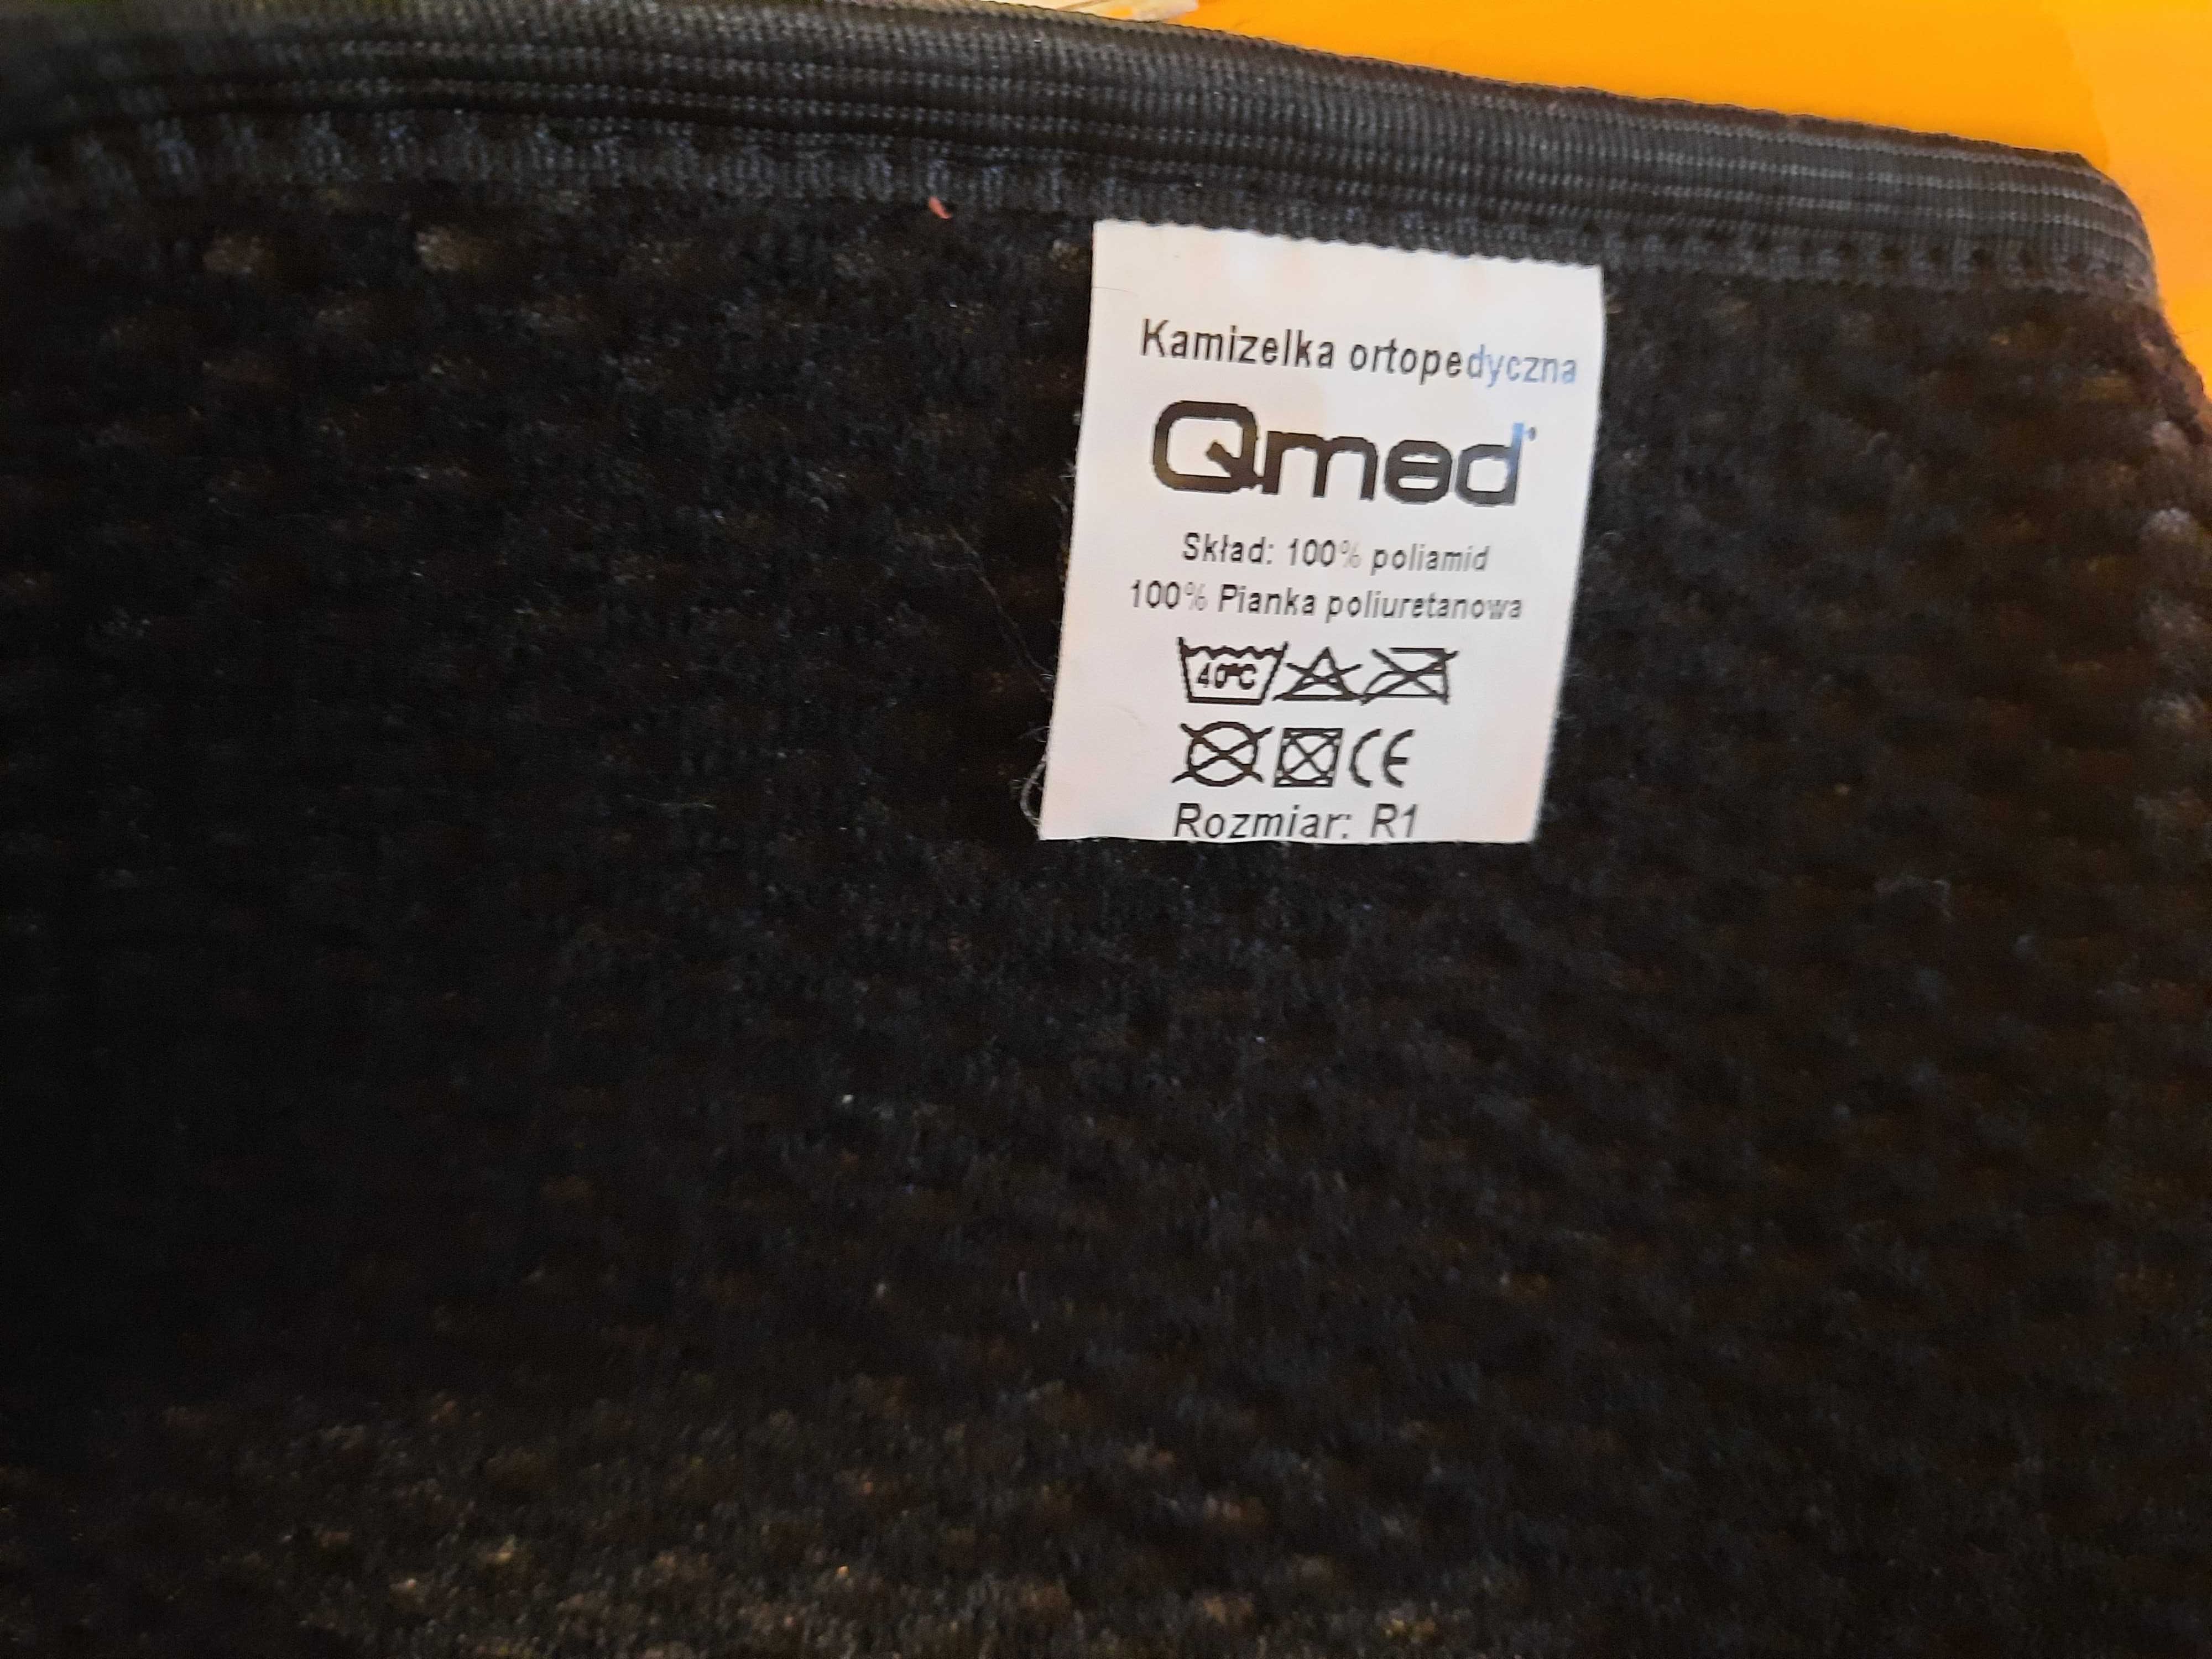 Kamizelka ortopedyczna
Qmed
Skład: 100% poliamid
100% Pianka poliuretanowa
40°C
CE
Rozmiar: R1